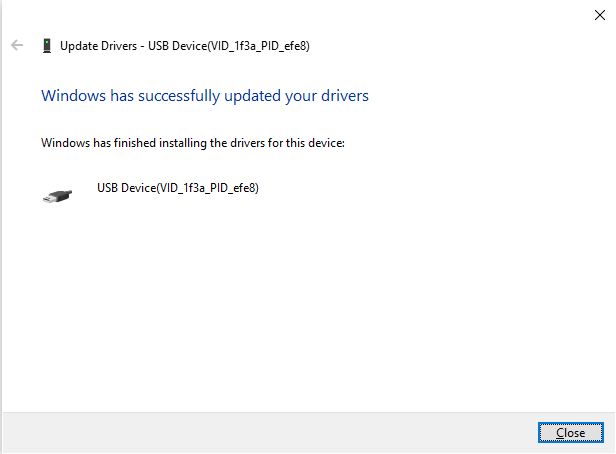 Update Drivers - USB Device(VID_1f3a_PID_efe8)
Windows has successfully updated your drivers
Windows has finished installing the drivers for this device:
USB Device(VID_1f3a_PID_efe8)
Close